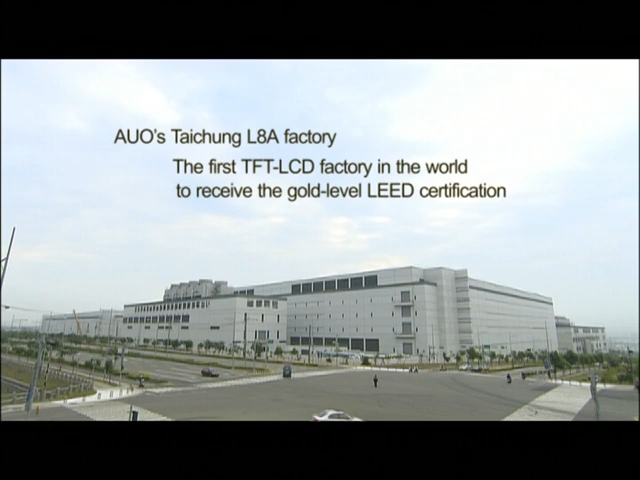 AUO's Taichung L8A factory
The first TFT-LCD factory in the world
to receive the gold-level LEED certification